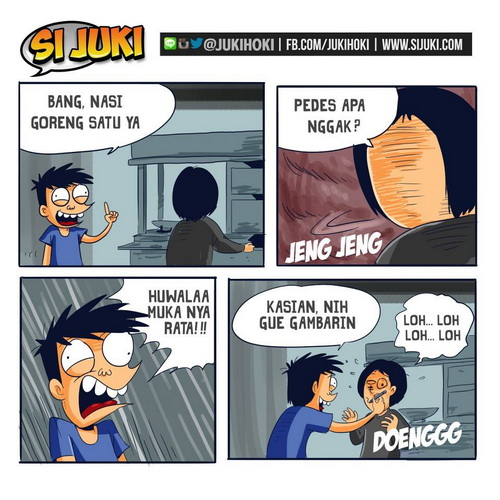 SI JUKI
@JUKIHOKI | FB.COM/JUKIHOKI | WWW.SIJUKI.COM
BANG, NASI
GORENG SATU YA
PEDES APA
NGGAK?
JENG JENG
HUWALAA
MUKA NYA
RATA!!!
KASIAN, NIH
GUE GAMBARIN
LOH... LOH
LOH... LOH
DOENGGG